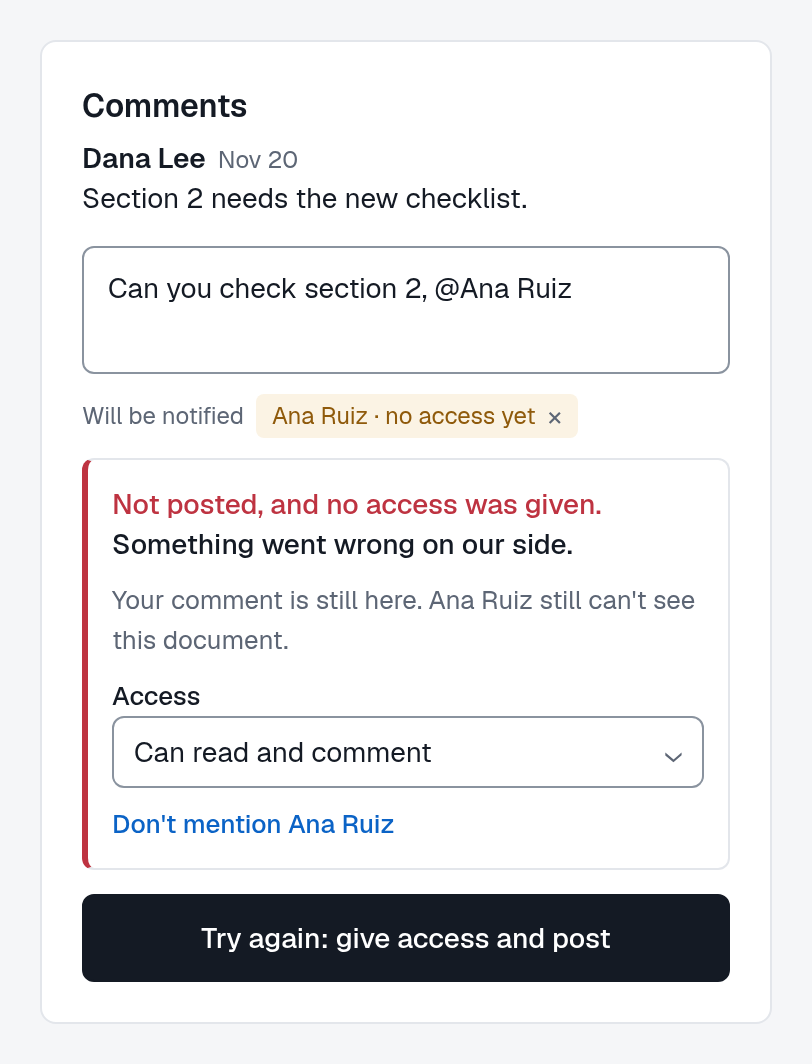 Comments
Dana Lee Nov 20
Section 2 needs the new checklist.
Can you check section 2, @Ana Ruiz
Will be notified Ana Ruiz · no access yet ×
Not posted, and no access was given.
Something went wrong on our side.
Your comment is still here. Ana Ruiz still can't see
this document.
Access
Can read and comment
Don't mention Ana Ruiz
Try again: give access and post